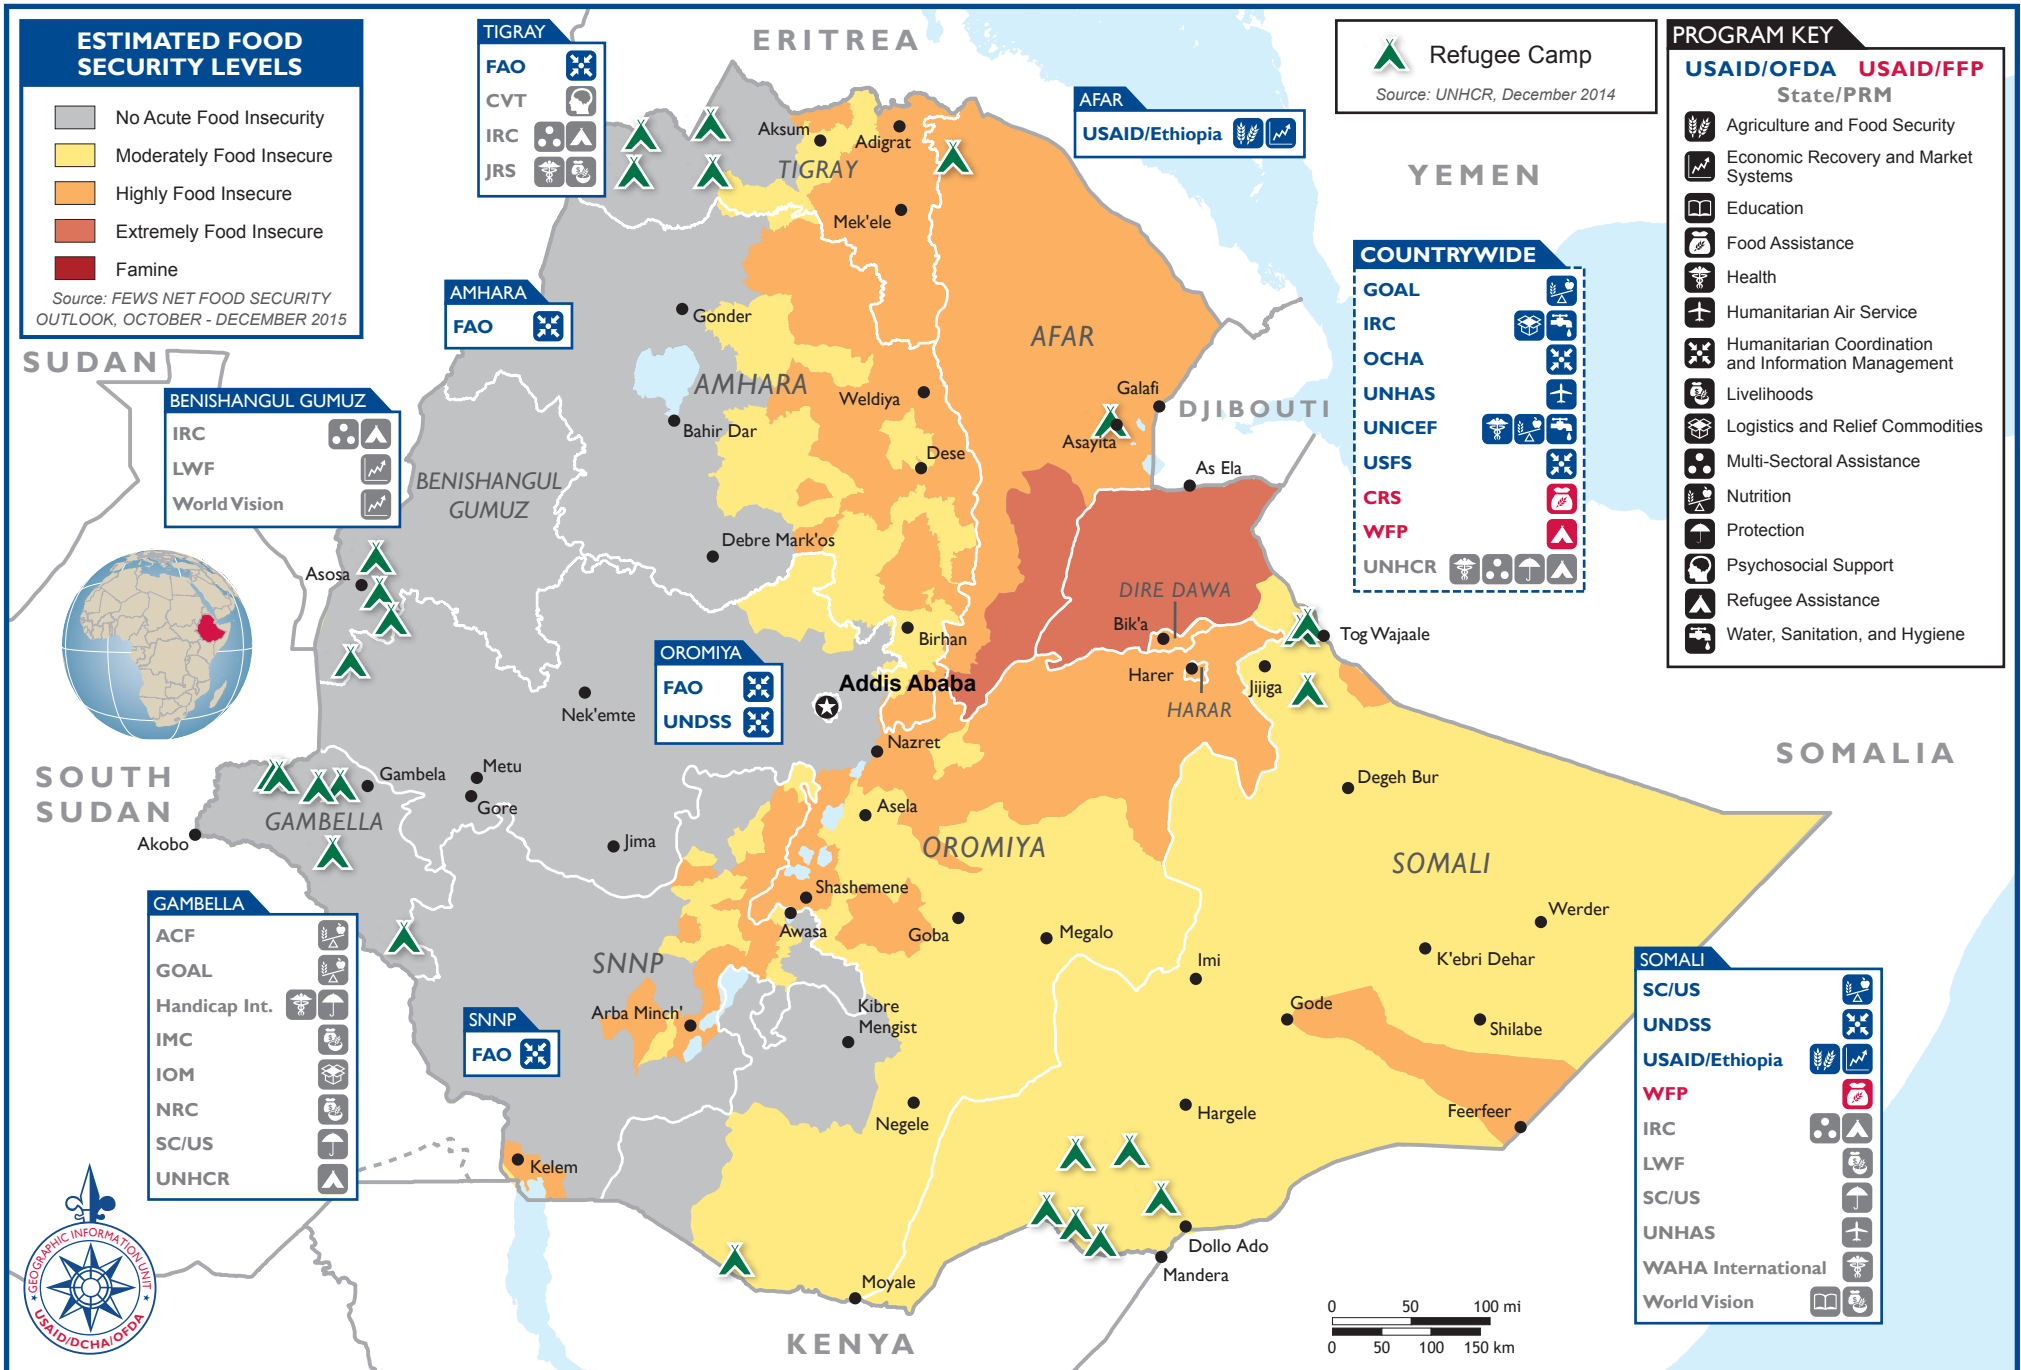 ESTIMATED FOOD
SECURITY LEVELS
No Acute Food Insecurity
Moderately Food Insecure
Highly Food Insecure
Extremely Food Insecure
Famine
Source: FEWS NET FOOD SECURITY
OUTLOOK, OCTOBER - DECEMBER 2015
TIGRAY
FAO
CVT
IRC
JRS
ERITREA
AFAR
USAID/Ethiopia
Refugee Camp
Source: UNHCR, December 2014
PROGRAM KEY
USAID/OFDA USAID/FFP
State/PRM
Agriculture and Food Security
Economic Recovery and Market
Systems
Education
Food Assistance
Health
Humanitarian Air Service
Humanitarian Coordination
and Information Management
Livelihoods
Logistics and Relief Commodities
Multi-Sectoral Assistance
Nutrition
Protection
Psychosocial Support
Refugee Assistance
Water, Sanitation, and Hygiene
YEMEN
COUNTRYWIDE
GOAL
IRC
OCHA
UNHAS
UNICEF
USFS
CRS
WFP
UNHCR
AMHARA
FAO
SUDAN
BENISHANGUL GUMUZ
IRC
LWF
World Vision
Aksum
Adigrat
TIGRAY
Mek'ele
Gonder
AFAR
AMHARA
Weldiya
Galafi
DJIBOUTI
Bahir Dar
Asayita
Dese
As Ela
BENISHANGUL
GUMUZ
Debre Mark'os
Asosa
DIRE DAWA
Bik'a
Birhan
Tog Wajaale
OROMIYA
FAO
UNDSS
Addis Ababa
Harer
Jijiga
HARAR
Nek'emte
Nazret
SOMALIA
SOUTH
SUDAN
Gambela
Metu
Gore
Degeh Bur
Asela
GAMBELLA
Akobo
Jima
OROMIYA
SOMALI
Shashemene
Werder
Awasa
Goba
Megalo
SNNP
Imi
K'ebri Dehar
Gode
Arba Minch'
Kibre
Mengist
Shilabe
GAMBELLA
ACF
GOAL
Handicap Int.
IMC
IOM
NRC
SC/US
UNHCR
SNNP
FAO
SOMALI
SC/US
UNDSS
USAID/Ethiopia
WFP
IRC
LWF
SC/US
UNHAS
WAHA International
World Vision
Negele
Hargele
Feerfeer
Kelem
Dollo Ado
Mandera
Moyale
KENYA
0 50 100 mi
0 50 100 150 km
GEOGRAPHIC INFORMATION UNIT
USAID/DCHA/OFDA